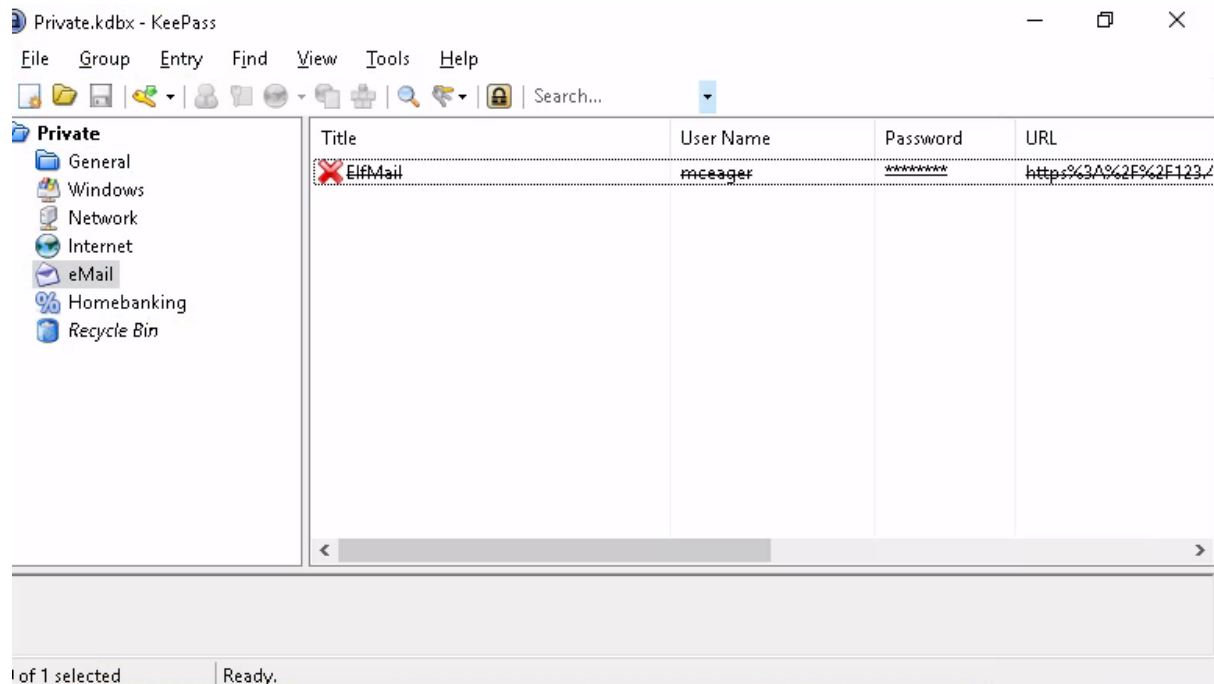 Private.kdbx - KeePass
File Group Entry Find View Tools Help
Search...
Private
General
Windows
Network
Internet
eMail
Homebanking
Recycle Bin
Title User Name Password URL
ElfMail mceager ******** https%3A%2F%2F123./
of 1 selected Ready.